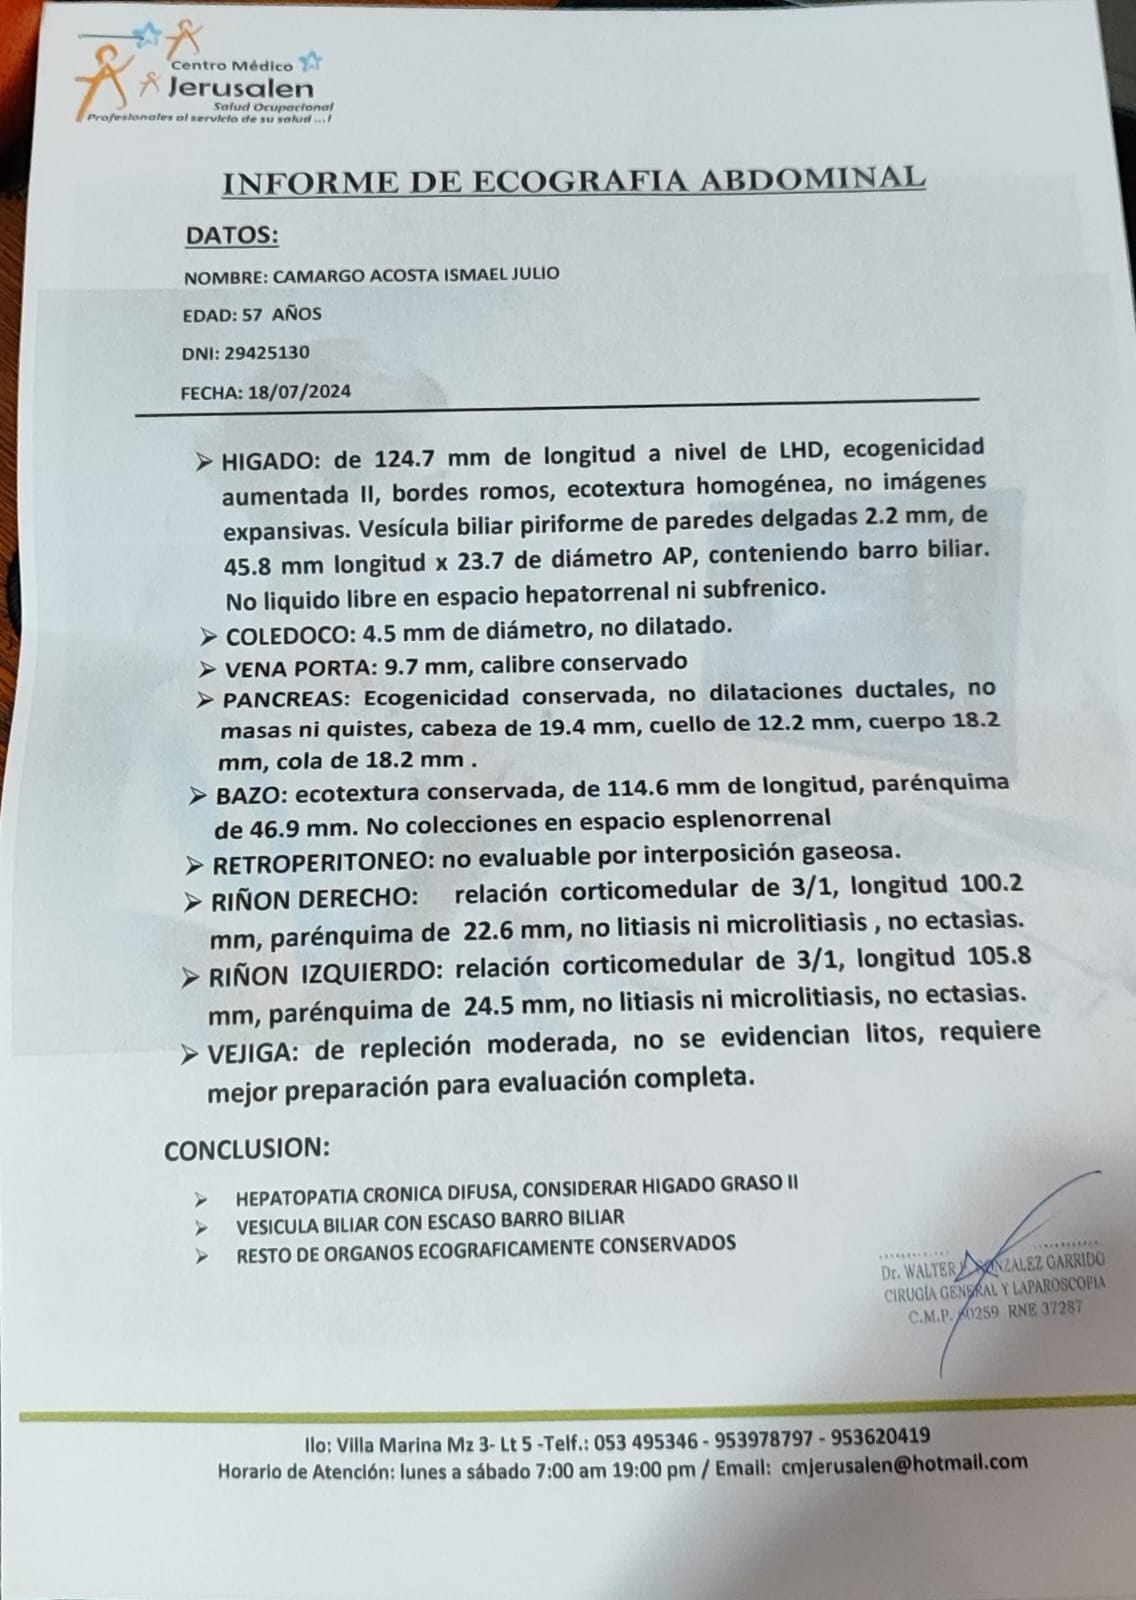 Centro Médico
Jerusalen
Salud Ocupacional
Profesionales al servicio de su salud ...!
INFORME DE ECOGRAFIA ABDOMINAL
DATOS:
NOMBRE: CAMARGO ACOSTA ISMAEL JULIO
EDAD: 57 AÑOS
DNI: 29425130
FECHA: 18/07/2024
➢ HIGADO: de 124.7 mm de longitud a nivel de LHD, ecogenicidad
aumentada II, bordes romos, ecotextura homogénea, no imágenes
expansivas. Vesícula biliar piriforme de paredes delgadas 2.2 mm, de
45.8 mm longitud x 23.7 de diámetro AP, conteniendo barro biliar.
No liquido libre en espacio hepatorrenal ni subfrenico.
➢ COLEDOCO: 4.5 mm de diámetro, no dilatado.
➢ VENA PORTA: 9.7 mm, calibre conservado
➢ PANCREAS: Ecogenicidad conservada, no dilataciones ductales, no
masas ni quistes, cabeza de 19.4 mm, cuello de 12.2 mm, cuerpo 18.2
mm, cola de 18.2 mm .
➢ BAZO: ecotextura conservada, de 114.6 mm de longitud, parénquima
de 46.9 mm. No colecciones en espacio esplenorrenal
➢ RETROPERITONEO: no evaluable por interposición gaseosa.
➢ RIÑON DERECHO: relación corticomedular de 3/1, longitud 100.2
mm, parénquima de 22.6 mm, no litiasis ni microlitiasis , no ectasias.
➢ RIÑON IZQUIERDO: relación corticomedular de 3/1, longitud 105.8
mm, parénquima de 24.5 mm, no litiasis ni microlitiasis, no ectasias.
➢ VEJIGA: de repleción moderada, no se evidencian litos, requiere
mejor preparación para evaluación completa.
CONCLUSION:
➢ HEPATOPATIA CRONICA DIFUSA, CONSIDERAR HIGADO GRASO II
➢ VESICULA BILIAR CON ESCASO BARRO BILIAR
➢ RESTO DE ORGANOS ECOGRAFICAMENTE CONSERVADOS
Dr. WALTER GONZALEZ GARRIDO
CIRUGÍA GENERAL Y LAPAROSCOPIA
C.M.P. RNE 37287
Ilo: Villa Marina Mz 3- Lt 5 -Telf.: 053 495346 - 953978797 - 953620419
Horario de Atención: lunes a sábado 7:00 am 19:00 pm / Email: cmjerusalen@hotmail.com